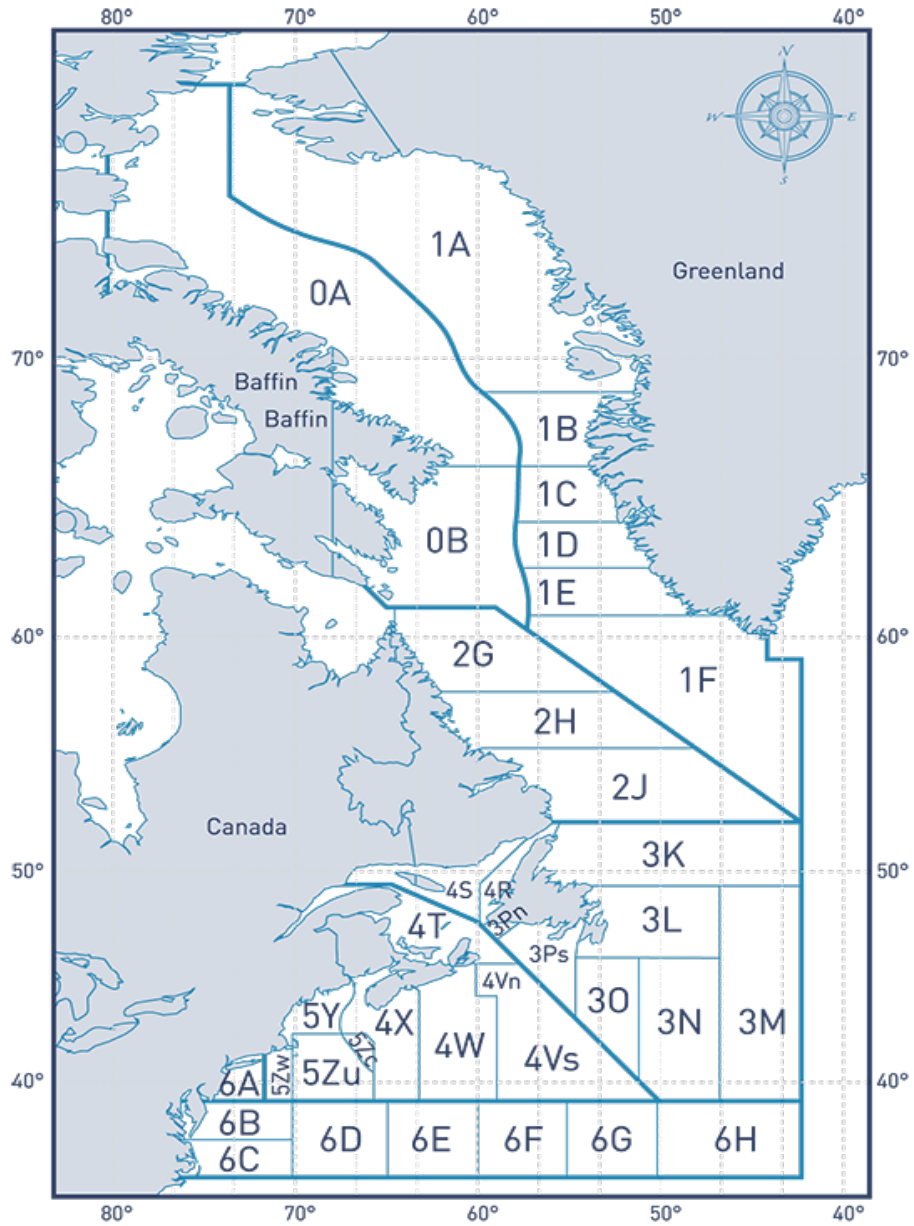 80° 70° 60° 50° 40°
N
W E
S
1A
Greenland
0A
70° 70°
Baffin
Baffin
1B
1C
0B
1D
1E
60° 60°
2G
1F
2H
2J
Canada
3K
50° 50°
4S 4R
3Pn
3L
4T
3Ps
4Vn
3O
5Y 4X 3N 3M
4W
5Zc
4Vs
5Zw 5Zu
40° 40°
6A
6B
6D 6E 6F 6G 6H
6C
80° 70° 60° 50° 40°